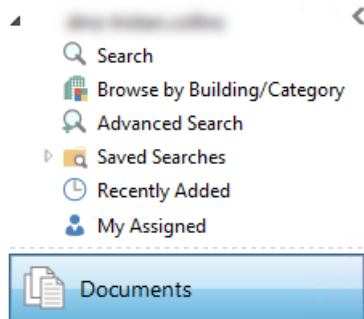 Search
Browse by Building/Category
Advanced Search
Saved Searches
Recently Added
My Assigned
Documents